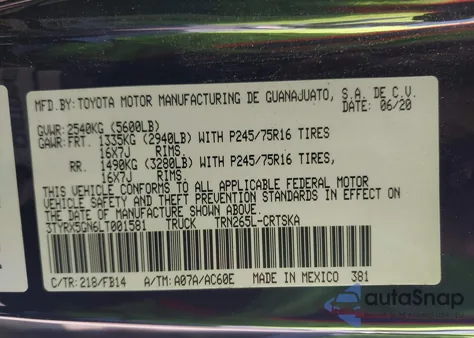 MFD.BY: TOYOTA MOTOR MANUFACTURING DE GUANAJUATO, S.A. DE C.V.
DATE: 06/20
GVWR: 2540KG (5600LB)
GAWR: FRT. 1335KG (2940LB) WITH P245/75R16 TIRES
16X7J RIMS
RR. 1490KG (3280LB) WITH P245/75R16 TIRES,
16X7J RIMS
THIS VEHICLE CONFORMS TO ALL APPLICABLE FEDERAL MOTOR
VEHICLE SAFETY AND THEFT PREVENTION STANDARDS IN EFFECT ON
THE DATE OF MANUFACTURE SHOWN ABOVE.
3TYRX5GN6LT001581 TRUCK TRN265L-CRTSKA
C/TR: 218/FB14 A/TM: A07A/AC60E MADE IN MEXICO 381
autoSnap